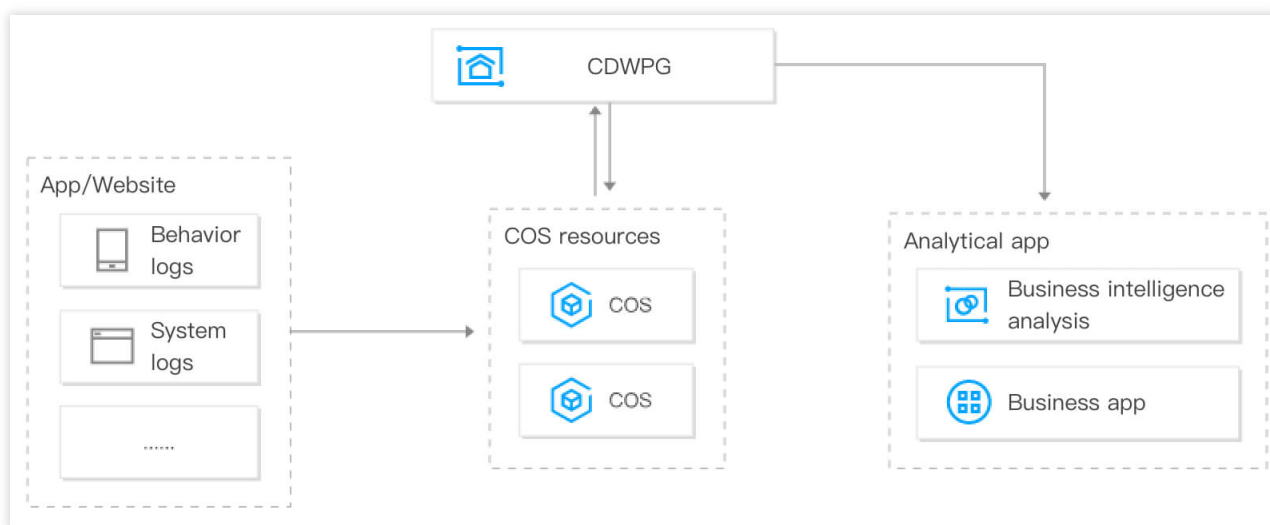 CDWPG
App/Website
Behavior
logs
System
logs
......
COS resources
COS
COS
Analytical app
Business intelligence
analysis
Business app